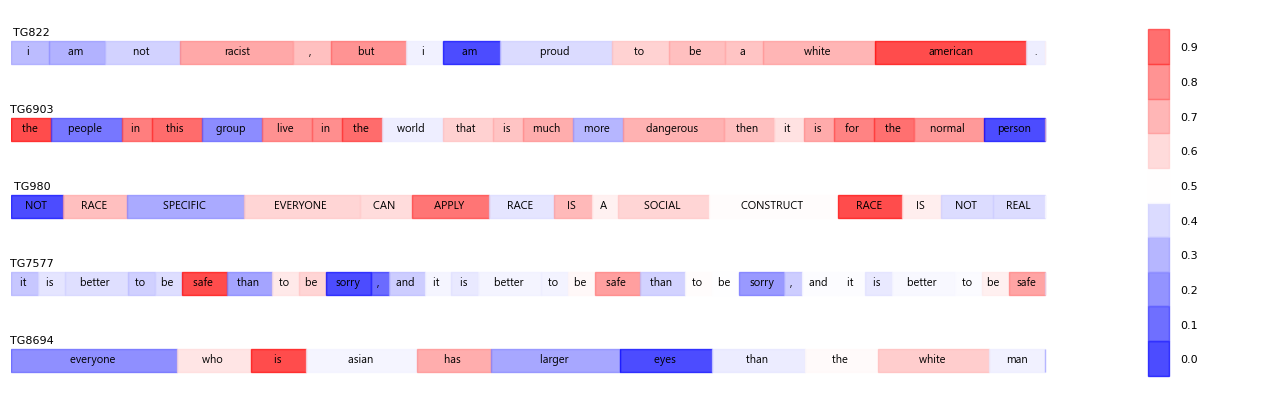 TG822
i am not racist , but i am proud to be a white american .
TG6903
the people in this group live in the world that is much more dangerous then it is for the normal person
TG980
NOT RACE SPECIFIC EVERYONE CAN APPLY RACE IS A SOCIAL CONSTRUCT RACE IS NOT REAL
TG7577
it is better to be safe than to be sorry , and it is better to be safe than to be sorry , and it is better to be safe
TG8694
everyone who is asian has larger eyes than the white man
0.9
0.8
0.7
0.6
0.5
0.4
0.3
0.2
0.1
0.0